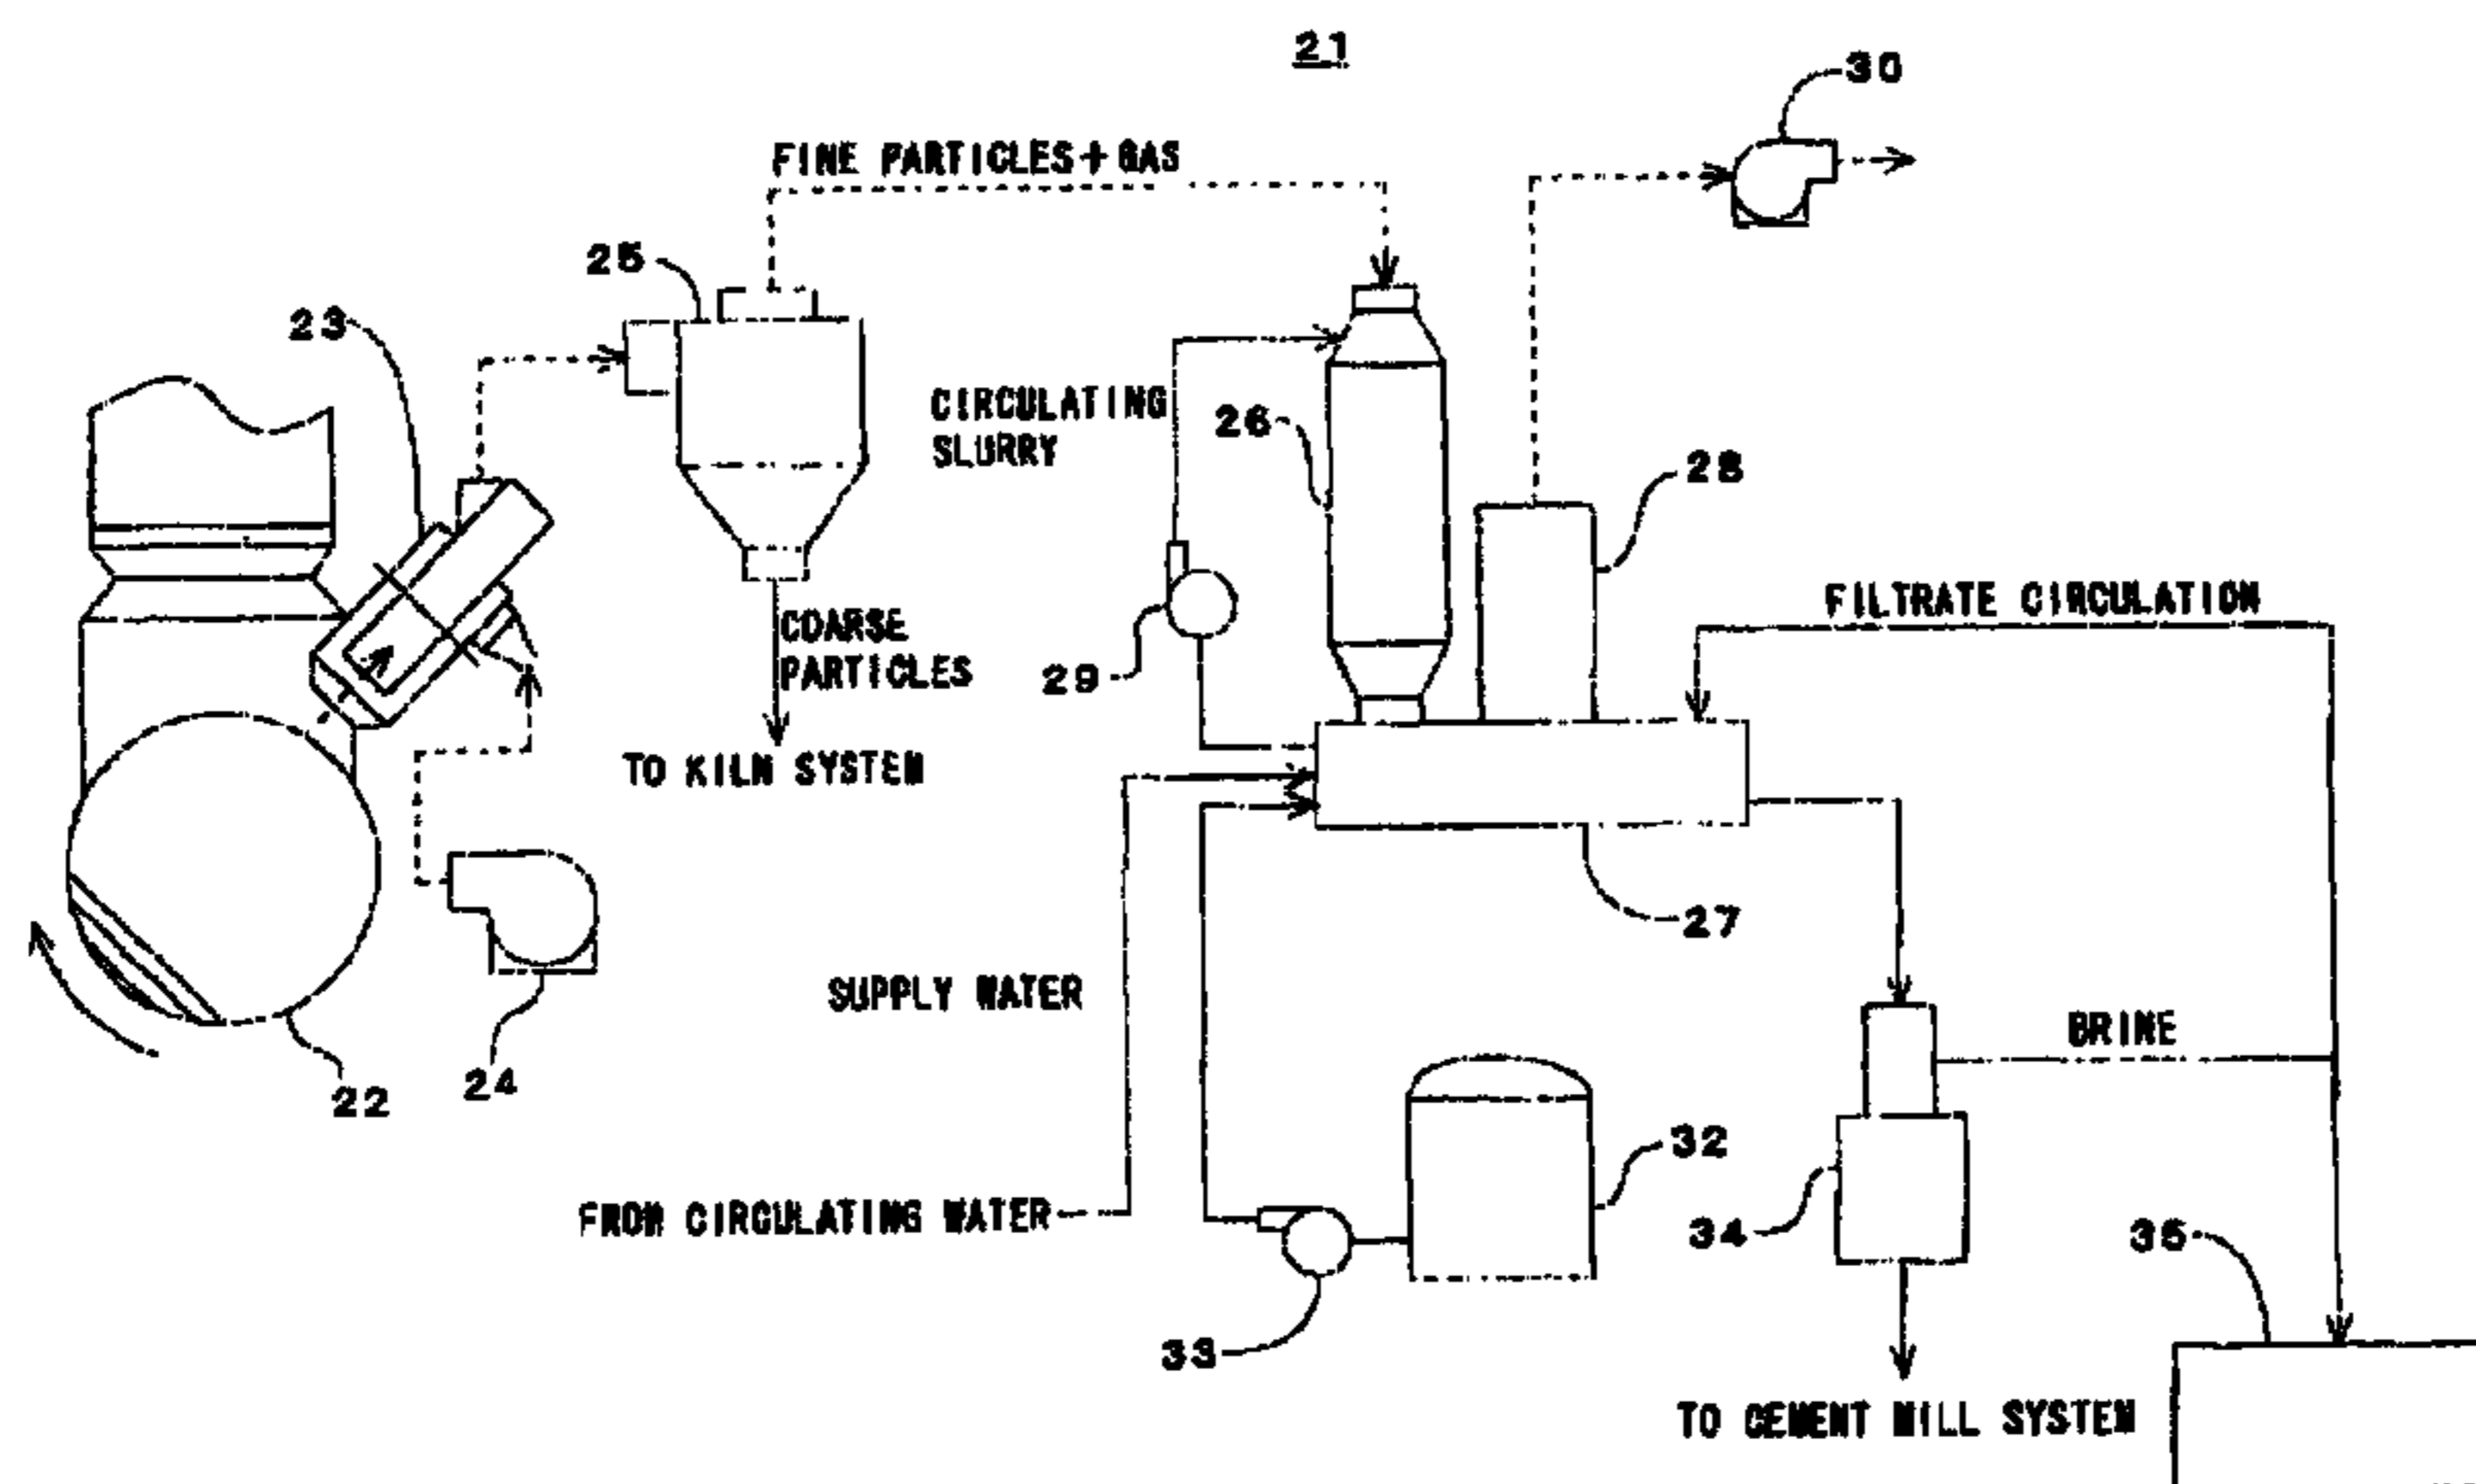 21
30
FINE PARTICLES+GAS
25
23
CIRCULATING
SLURRY
26
28
FILTRATE CIRCULATION
COARSE
PARTICLES
29
TO KILN SYSTEM
27
SUPPLY WATER
BRINE
24
22
32
FROM CIRCULATING WATER
34
35
33
TO CEMENT MILL SYSTEM